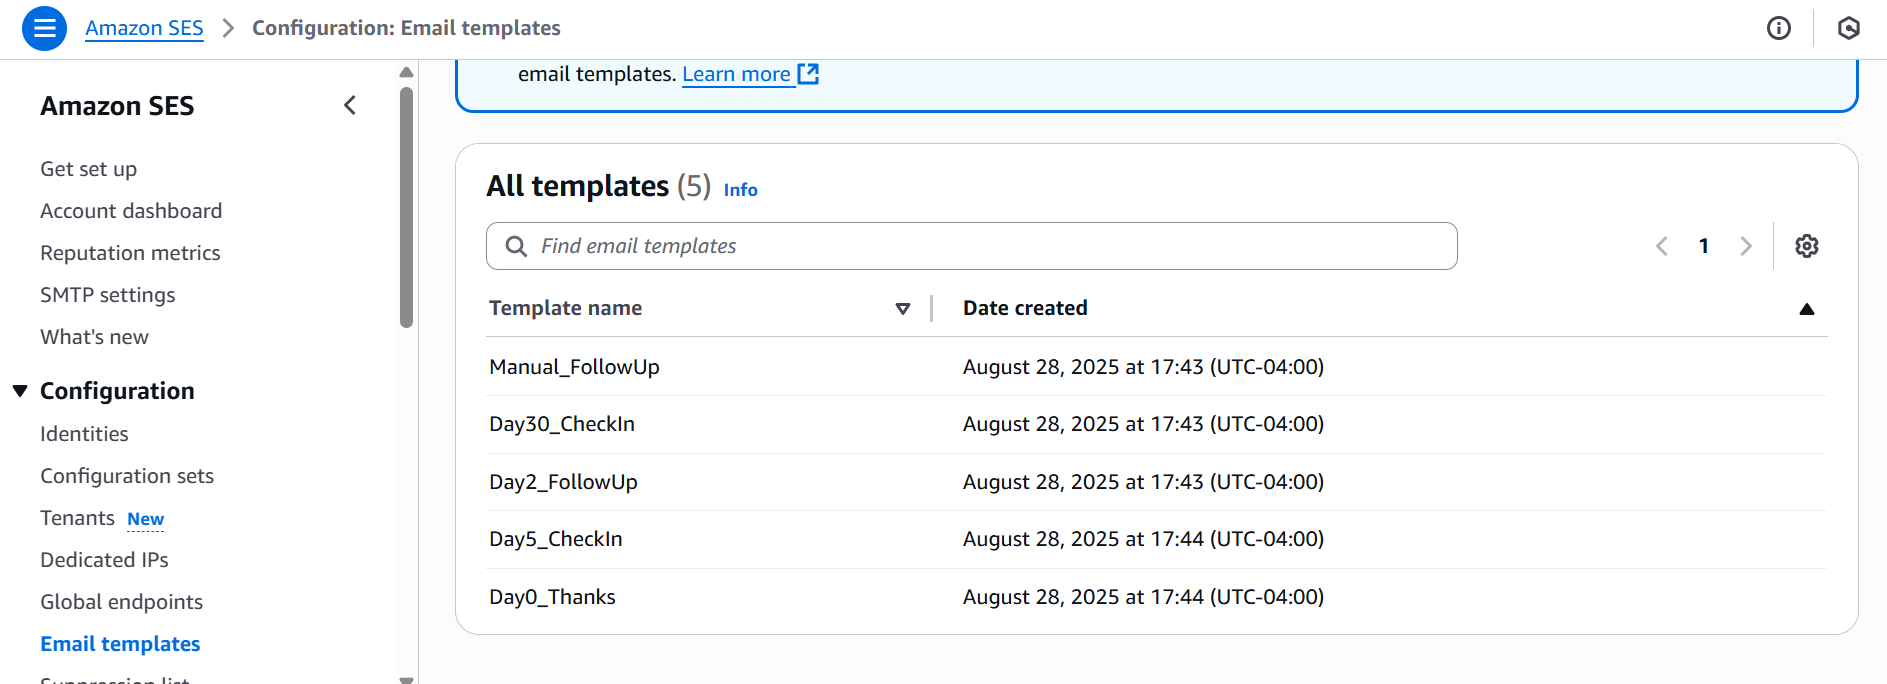 Amazon SES > Configuration: Email templates
Amazon SES
Get set up
Account dashboard
Reputation metrics
SMTP settings
What's new
Configuration
Identities
Configuration sets
Tenants New
Dedicated IPs
Global endpoints
Email templates
Suppression list
email templates. Learn more
All templates (5) Info
Find email templates
1
Template name Date created
Manual_FollowUp August 28, 2025 at 17:43 (UTC-04:00)
Day30_CheckIn August 28, 2025 at 17:43 (UTC-04:00)
Day2_FollowUp August 28, 2025 at 17:43 (UTC-04:00)
Day5_CheckIn August 28, 2025 at 17:44 (UTC-04:00)
Day0_Thanks August 28, 2025 at 17:44 (UTC-04:00)